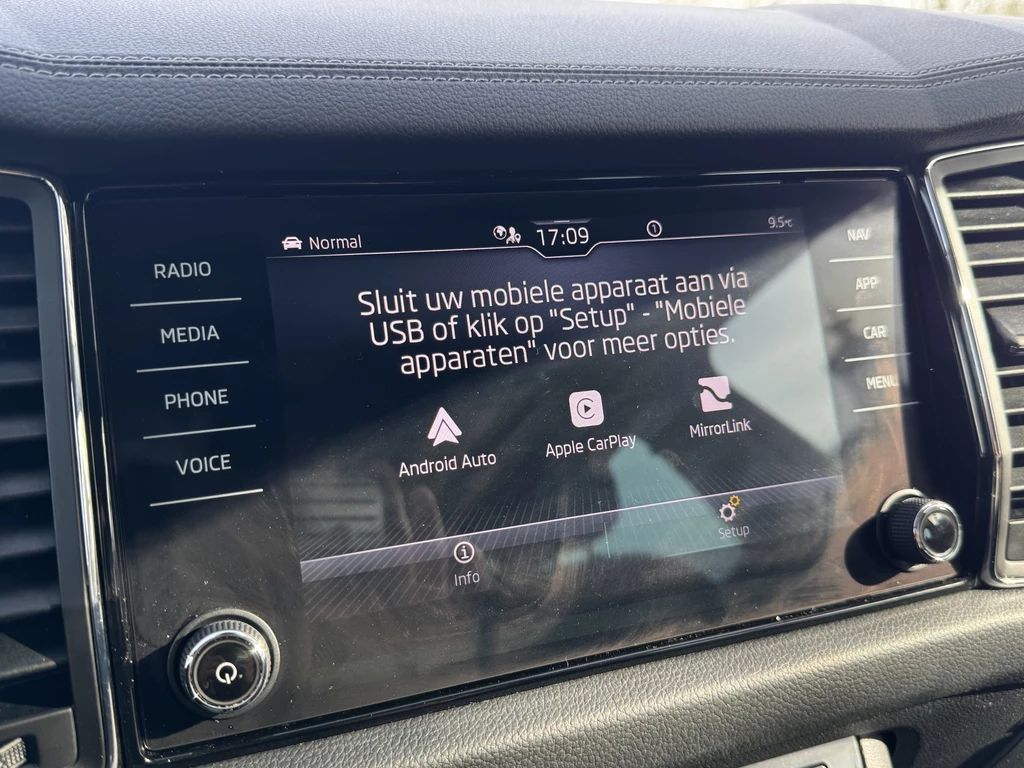 Normal
17:09
1
9.5°C
RADIO
MEDIA
PHONE
VOICE
Sluit uw mobiele apparaat aan via
USB of klik op "Setup" - "Mobiele
apparaten" voor meer opties.
Android Auto
Apple CarPlay
MirrorLink
Info
Setup
NAV
APP
CAR
MENU